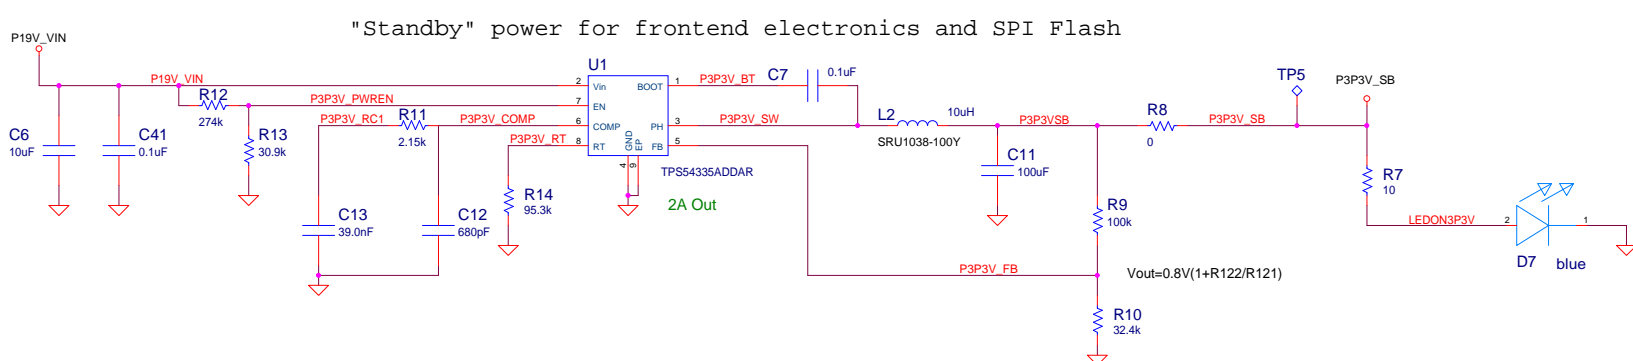 "Standby" power for frontend electronics and SPI Flash
P19V_VIN
P19V_VIN
C6
10uF
C41
0.1uF
R12
274k
R13
30.9k
P3P3V_PWREN
P3P3V_RC1
R11
2.15k
P3P3V_COMP
P3P3V_RT
C13
39.0nF
C12
680pF
R14
95.3k
U1
2 Vin
7 EN
6 COMP
8 RT
BOOT 1
PH 3
FB 5
GND 4
EP 9
TPS54335ADDAR
2A Out
P3P3V_BT
C7
0.1uF
P3P3V_SW
L2
10uH
SRU1038-100Y
P3P3VSB
C11
100uF
R8
0
P3P3V_SB
TP5
P3P3V_SB
R9
100k
P3P3V_FB
Vout=0.8V(1+R122/R121)
R10
32.4k
R7
10
LEDON3P3V
2
1
D7
blue